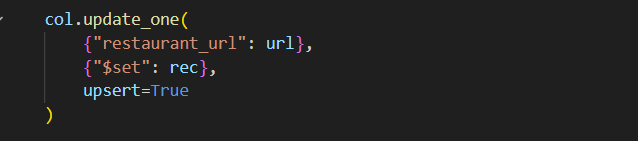 col.update_one(
    {"restaurant_url": url},
    {"$set": rec},
    upsert=True
)